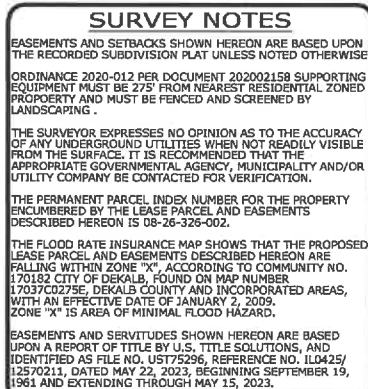 SURVEY NOTES
EASEMENTS AND SETBACKS SHOWN HEREON ARE BASED UPON
THE RECORDED SUBDIVISION PLAT UNLESS NOTED OTHERWISE
ORDINANCE 2020-012 PER DOCUMENT 202002158 SUPPORTING
EQUIPMENT MUST BE 275' FROM NEAREST RESIDENTIAL ZONED
PROPOERTY AND MUST BE FENCED AND SCREENED BY
LANDSCAPING .
THE SURVEYOR EXPRESSES NO OPINION AS TO THE ACCURACY
OF ANY UNDERGROUND UTILITIES WHEN NOT READILY VISIBLE
FROM THE SURFACE. IT IS RECOMMENDED THAT THE
APPROPRIATE GOVERNMENTAL AGENCY, MUNICIPALITY AND/OR
UTILITY COMPANY BE CONTACTED FOR VERIFICATION.
THE PERMANENT PARCEL INDEX NUMBER FOR THE PROPERTY
ENCUMBERED BY THE LEASE PARCEL AND EASEMENTS
DESCRIBED HEREON IS 08-26-326-002.
THE FLOOD RATE INSURANCE MAP SHOWS THAT THE PROPOSED
LEASE PARCEL AND EASEMENTS DESCRIBED HEREON ARE
FALLING WITHIN ZONE "X", ACCORDING TO COMMUNITY NO.
170182 CITY OF DEKALB, FOUND ON MAP NUMBER
17037C0275E, DEKALB COUNTY AND INCORPORATED AREAS,
WITH AN EFFECTIVE DATE OF JANUARY 2, 2009.
ZONE "X" IS AREA OF MINIMAL FLOOD HAZARD.
EASEMENTS AND SERVITUDES SHOWN HEREON ARE BASED
UPON A REPORT OF TITLE BY U.S. TITLE SOLUTIONS, AND
IDENTIFIED AS FILE NO. UST75296, REFERENCE NO. IL0425/
12570211, DATED MAY 22, 2023, BEGINNING SEPTEMBER 19,
1961 AND EXTENDING THROUGH MAY 15, 2023.